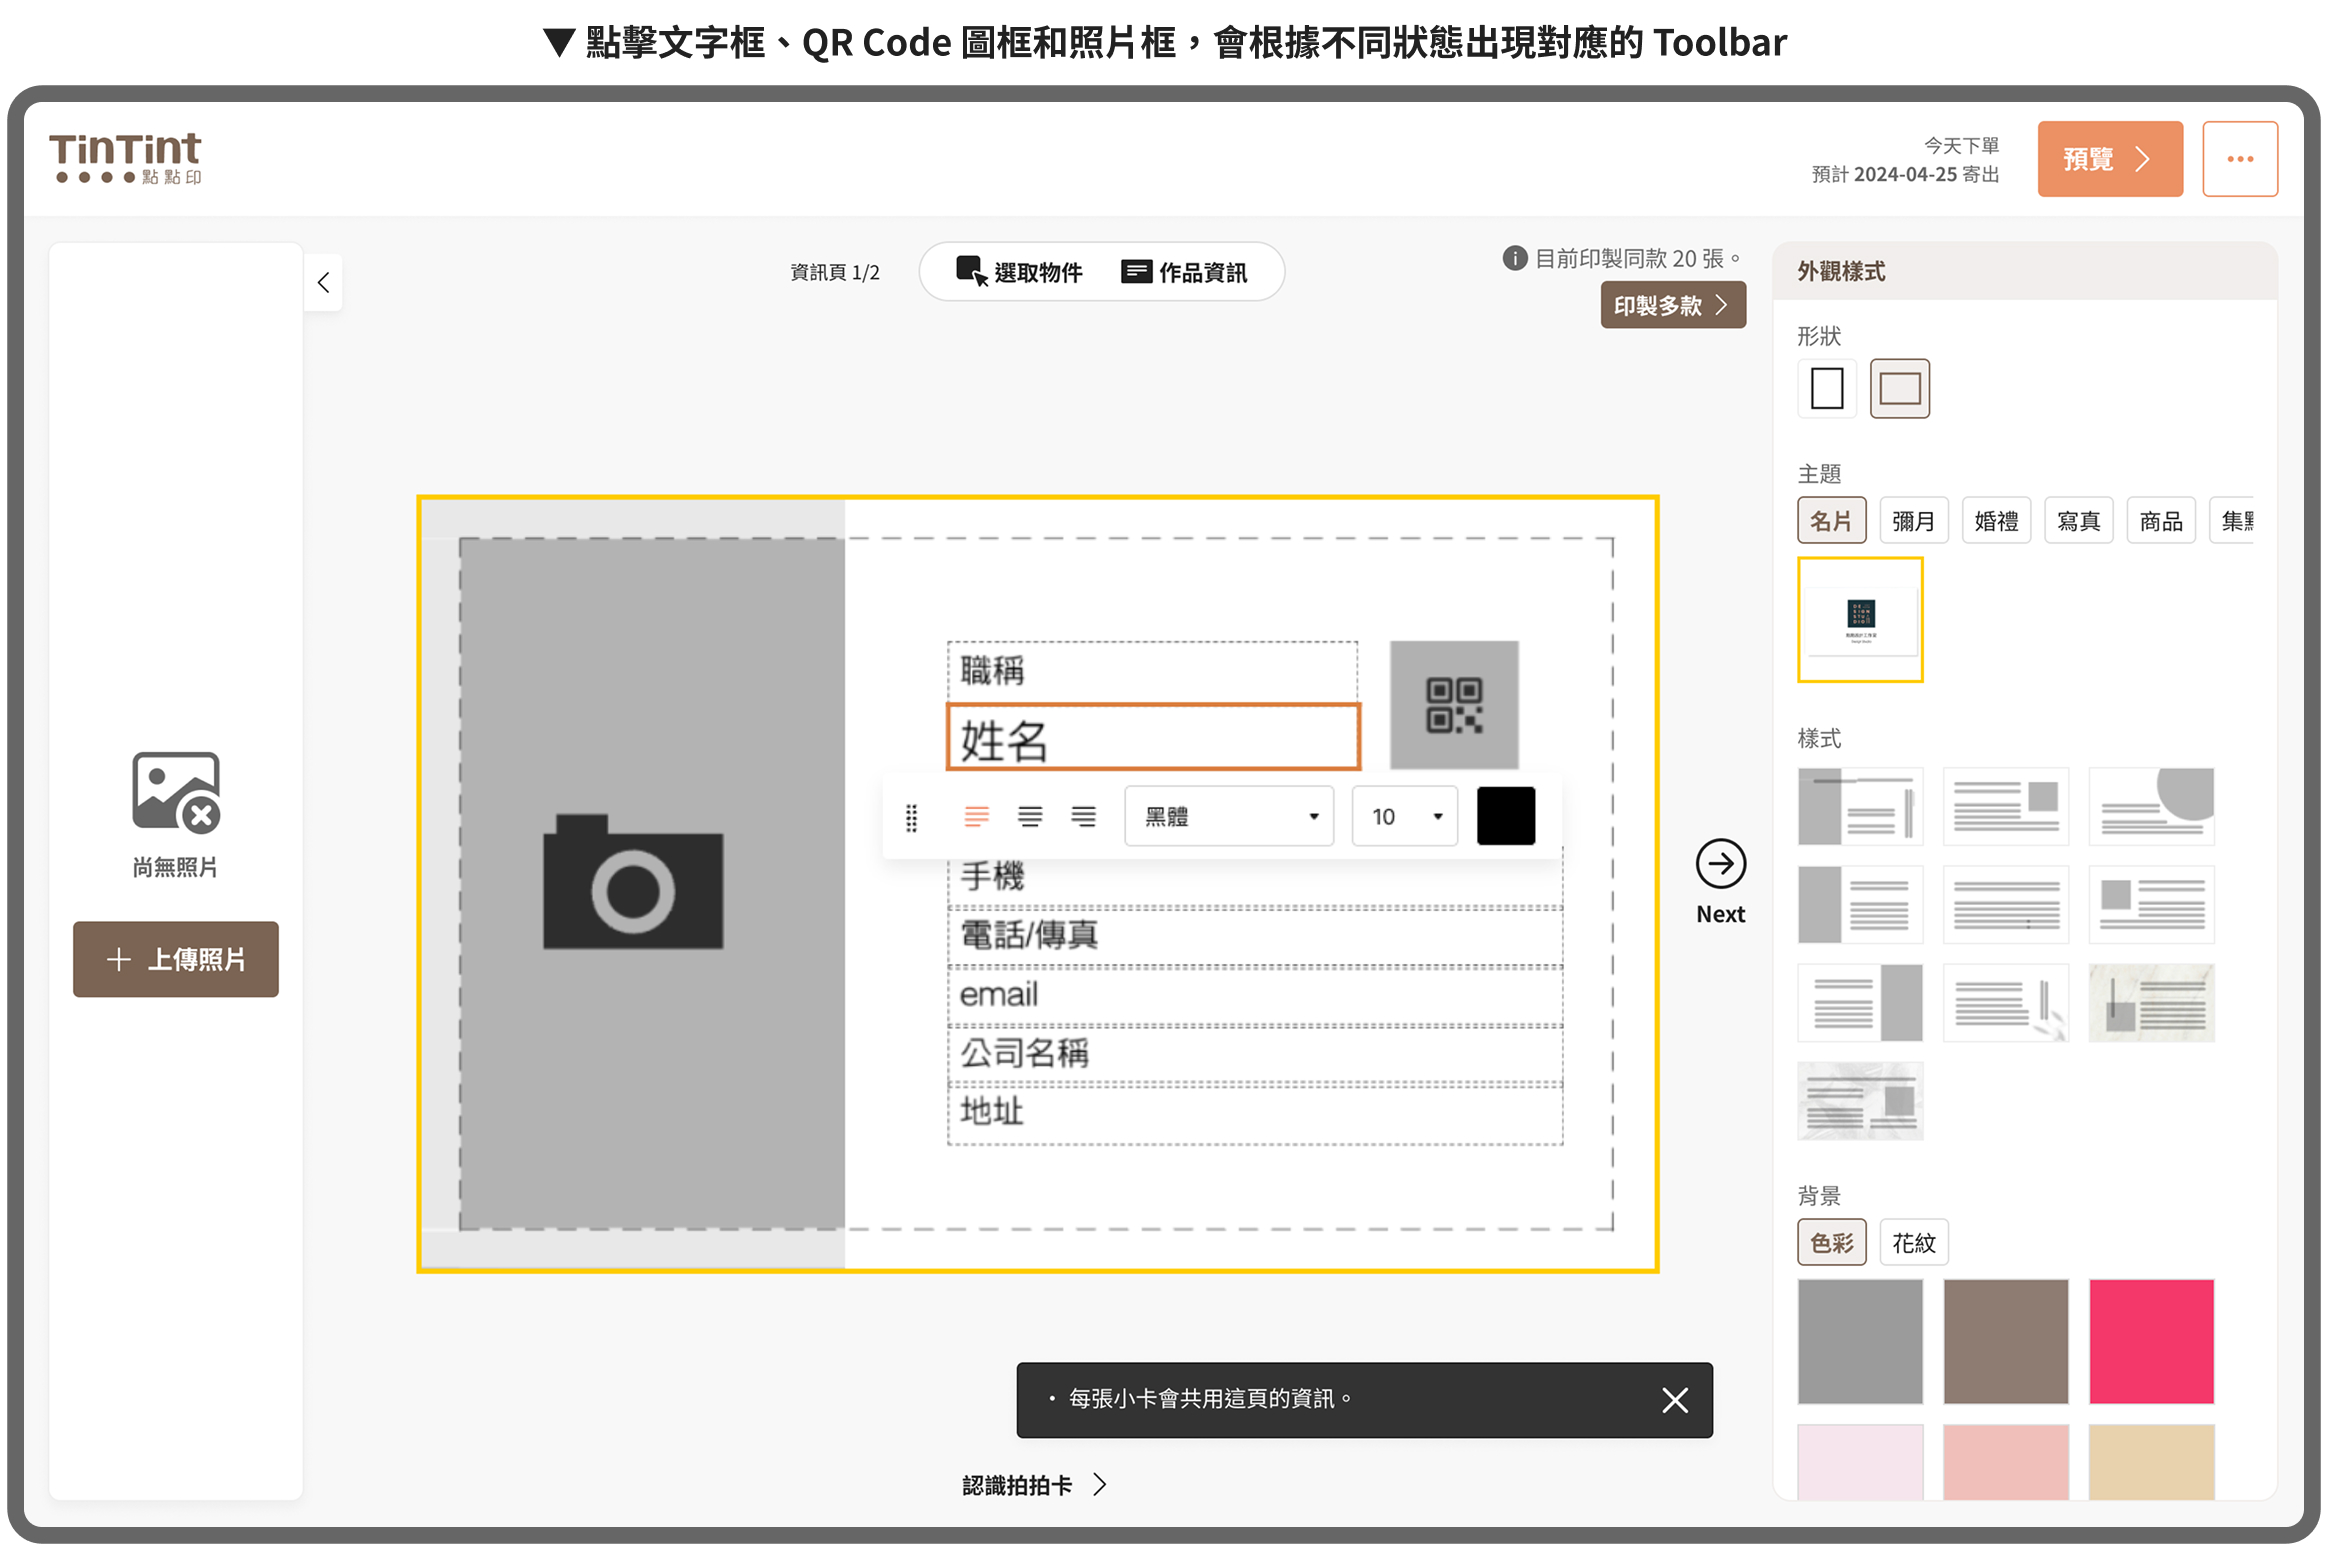 ▼ 點擊文字框、QR Code 圖框和照片框，會根據不同狀態出現對應的 Toolbar
TinTint
點點印
今天下單
預計 2024-04-25 寄出
預覽
資訊頁 1/2
選取物件
作品資訊
目前印製同款 20 張。
印製多款
尚無照片
上傳照片
職稱
姓名
黑體
10
手機
電話/傳真
email
公司名稱
地址
Next
・ 每張小卡會共用這頁的資訊。
認識拍拍卡
外觀樣式
形狀
主題
名片
彌月
婚禮
寫真
商品
樣式
背景
色彩
花紋